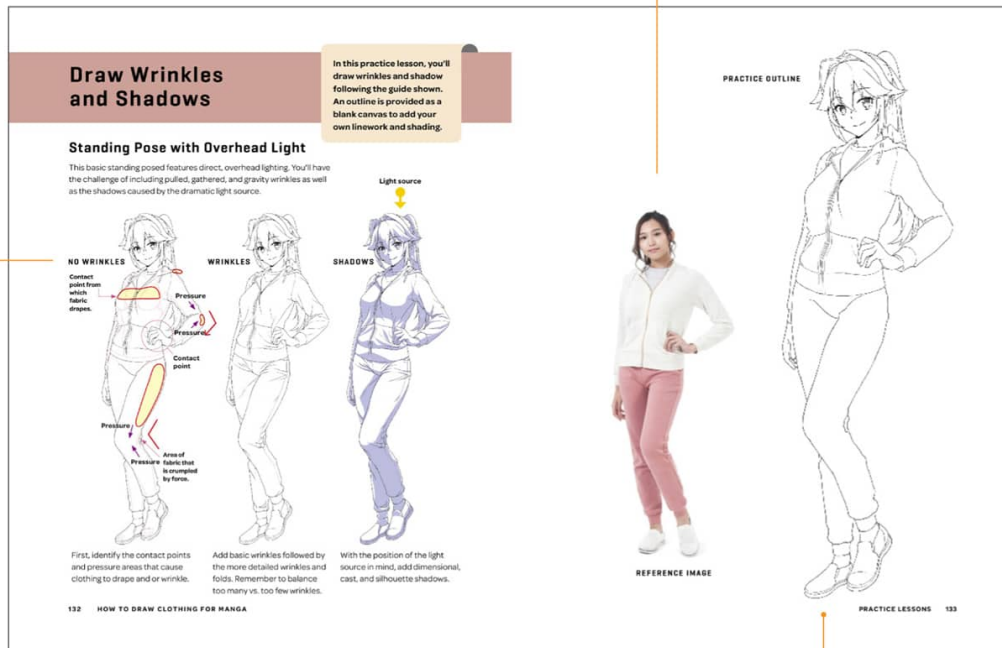 Draw Wrinkles
and Shadows
In this practice lesson, you'll
draw wrinkles and shadow
following the guide shown.
An outline is provided as a
blank canvas to add your
own linework and shading.
Standing Pose with Overhead Light
This basic standing posed features direct, overhead lighting. You'll have
the challenge of including pulled, gathered, and gravity wrinkles as well
as the shadows caused by the dramatic light source.
Light source
NO WRINKLES
WRINKLES
SHADOWS
Contact
point from
which
fabric
drapes.
Pressure
Pressure
Contact
point
Pressure
Pressure
Area of
fabric that
is crumpled
by force.
First, identify the contact points
and pressure areas that cause
clothing to drape and or wrinkle.
Add basic wrinkles followed by
the more detailed wrinkles and
folds. Remember to balance
too many vs. too few wrinkles.
With the position of the light
source in mind, add dimensional,
cast, and silhouette shadows.
132 HOW TO DRAW CLOTHING FOR MANGA
PRACTICE OUTLINE
REFERENCE IMAGE
PRACTICE LESSONS 133